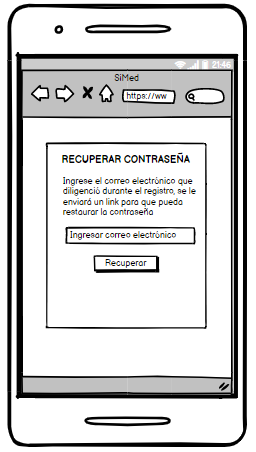 21:46
SiMed
https://ww
RECUPERAR CONTRASEÑA
Ingrese el correo electrónico que
diligenció durante el registro, se le
enviará un link para que pueda
restaurar la contraseña
Ingresar correo electrónico
Recuperar